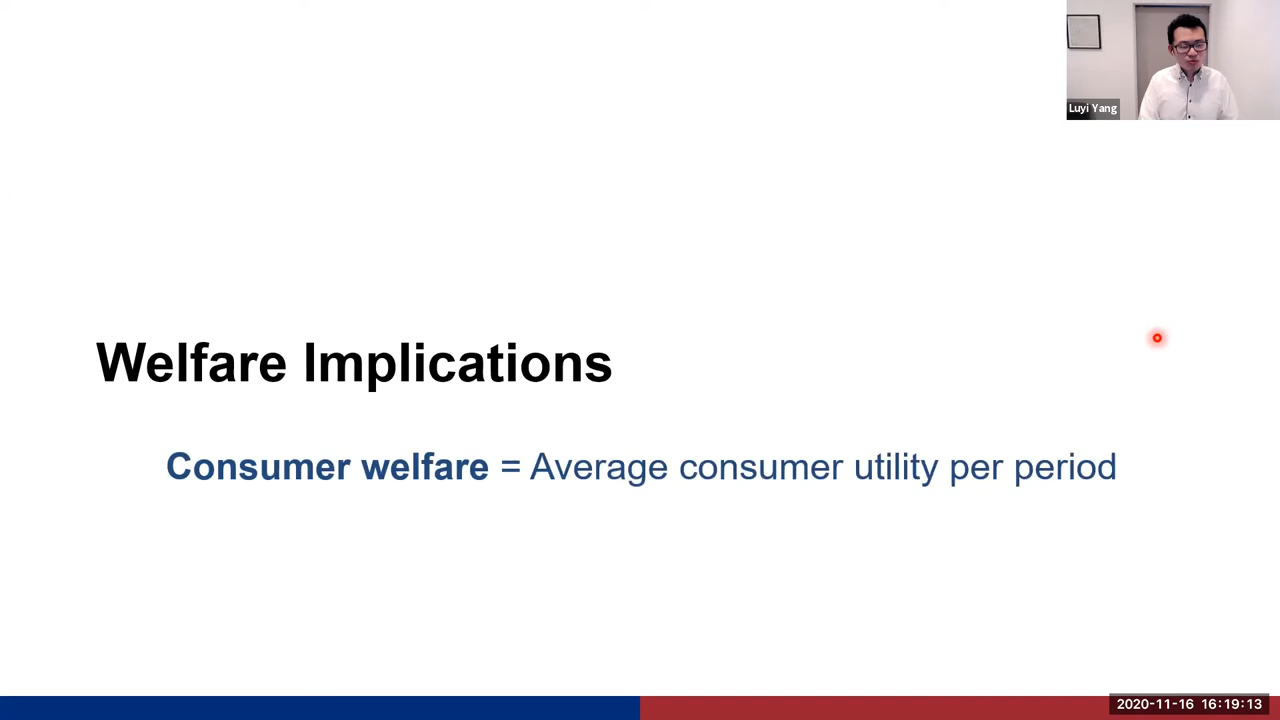 Luyi Yang
Welfare Implications
Consumer welfare = Average consumer utility per period
2020-11-16 16:19:13